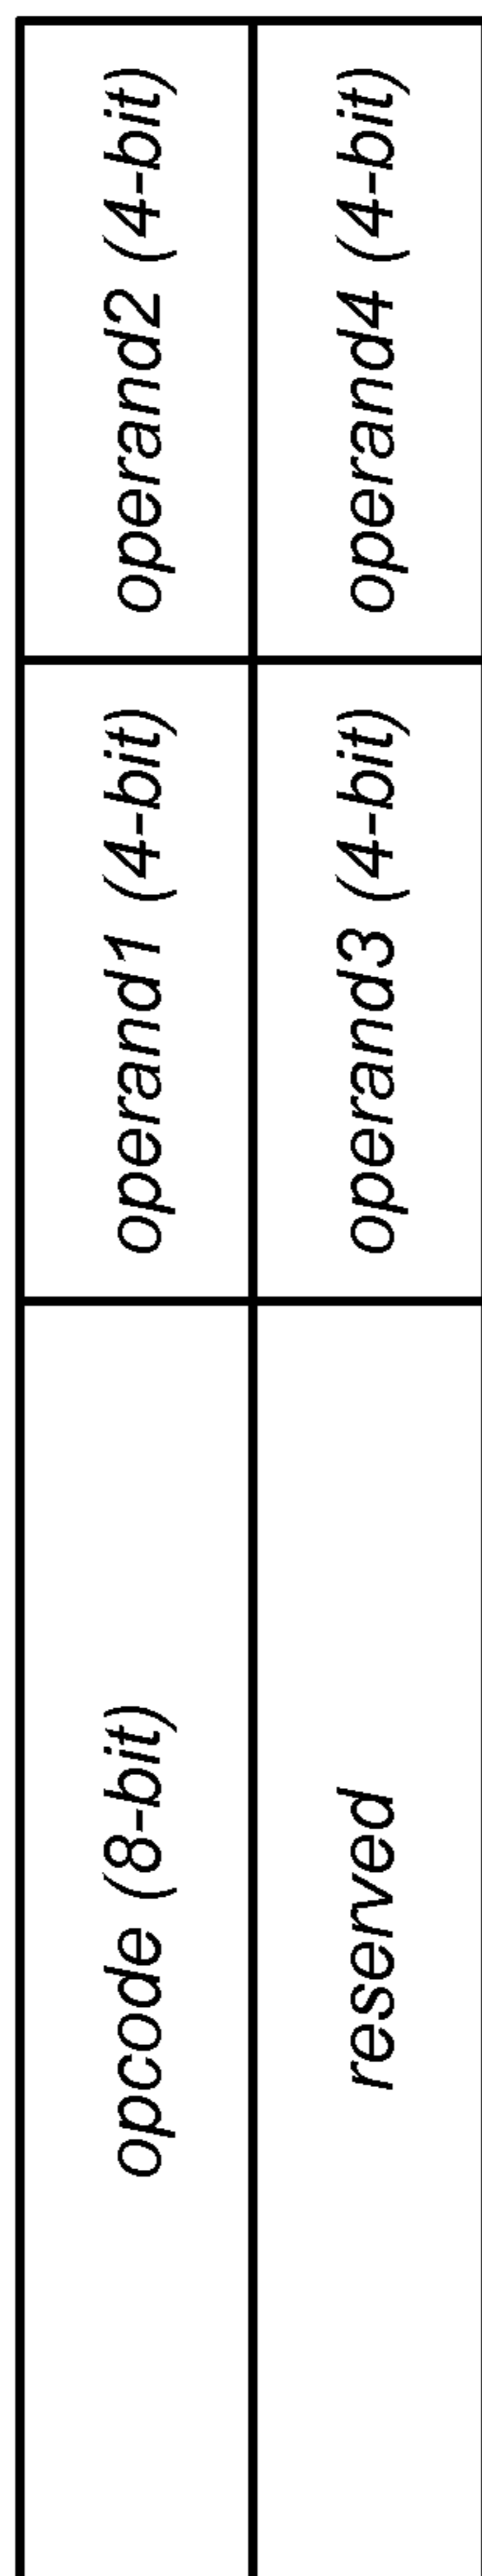 opcode (8-bit)
operand1 (4-bit)
operand2 (4-bit)
reserved
operand3 (4-bit)
operand4 (4-bit)